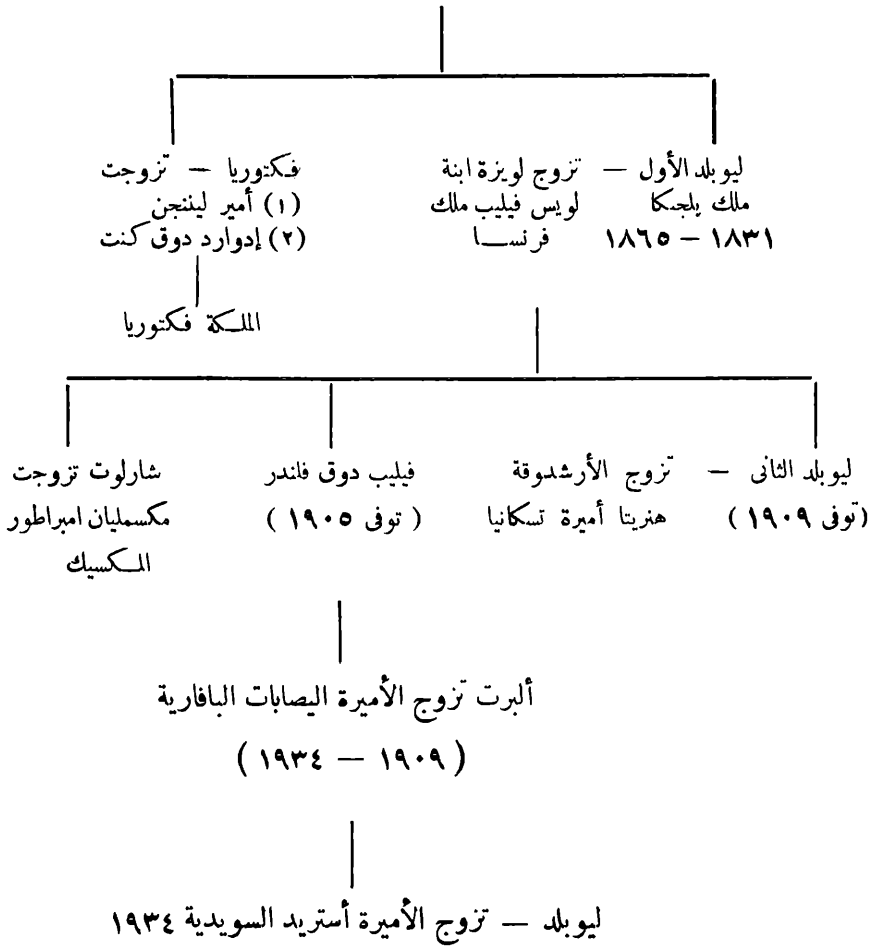 ليوبلد الأول — تزوج لويزة ابنة
ملك بلجيكا لويس فيليب ملك
١٨٣١ — ١٨٦٥ فرنسا
فكتوريا — تزوجت
(١) أمير ليننجن
(٢) إدوارد دوق كنت
الملكة فكتوريا
ليوبلد الثانى — تزوج الأرشدوقة
(توفى ١٩٠٩) هنريتا أميرة تسكانيا
فيليب دوق فلندر
(توفى ١٩٠٥)
شارلوت تزوجت
مكسمليان امبراطور
المكسيك
ألبرت تزوج الأميرة اليصابات البافارية
(١٩٠٩ — ١٩٣٤)
ليوبلد — تزوج الأميرة أستريد السويدية ١٩٣٤